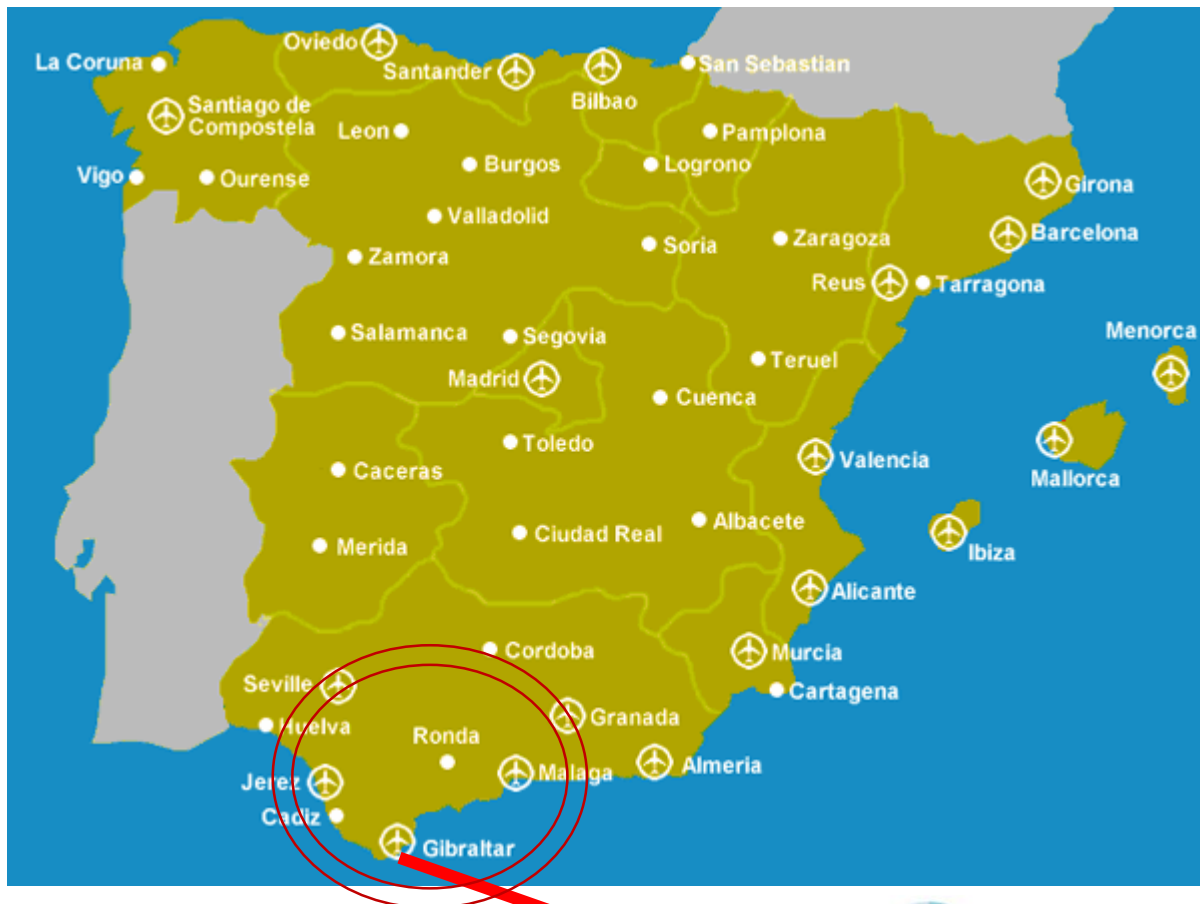 Oviedo
La Coruna
Santander
San Sebastian
Bilbao
Santiago de
Compostela
Leon
Pamplona
Burgos
Logrono
Vigo
Ourense
Girona
Valladolid
Barcelona
Soria
Zaragoza
Zamora
Reus
Tarragona
Menorca
Salamanca
Segovia
Teruel
Madrid
Cuenca
Toledo
Valencia
Caceras
Mallorca
Albacete
Ciudad Real
Merida
Ibiza
Alicante
Cordoba
Murcia
Seville
Cartagena
Granada
Huelva
Ronda
Almeria
Malaga
Jerez
Cadiz
Gibraltar